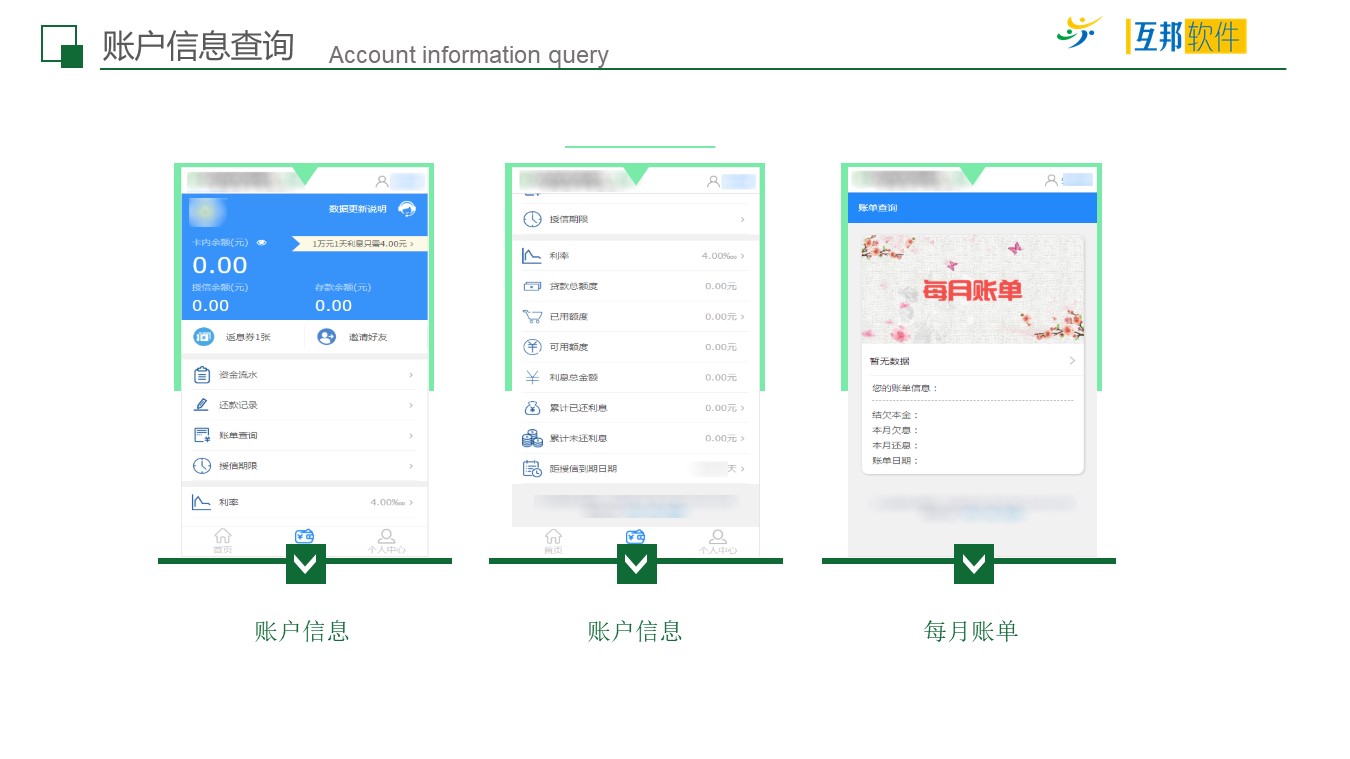 账户信息查询 Account information query
互邦软件
数据更新说明
卡内余额(元)
1万元1天利息只需4.00元 ›
0.00
授信余额(元) 存款余额(元)
0.00 0.00
返息券1张 邀请好友
资金流水
还款记录
账单查询
授信期限
利率 4.00‱
首页 个人中心
授信期限
利率 4.00‱
贷款总额度 0.00元
已用额度 0.00元
可用额度 0.00元
利息总金额 0.00元
累计已还利息 0.00元
累计未还利息 0.00元
距授信到期日期 天
首页 个人中心
账单查询
每月账单
暂无数据
您的账单信息：
结欠本金：
本月欠息：
本月还息：
账单日期：
账户信息
账户信息
每月账单